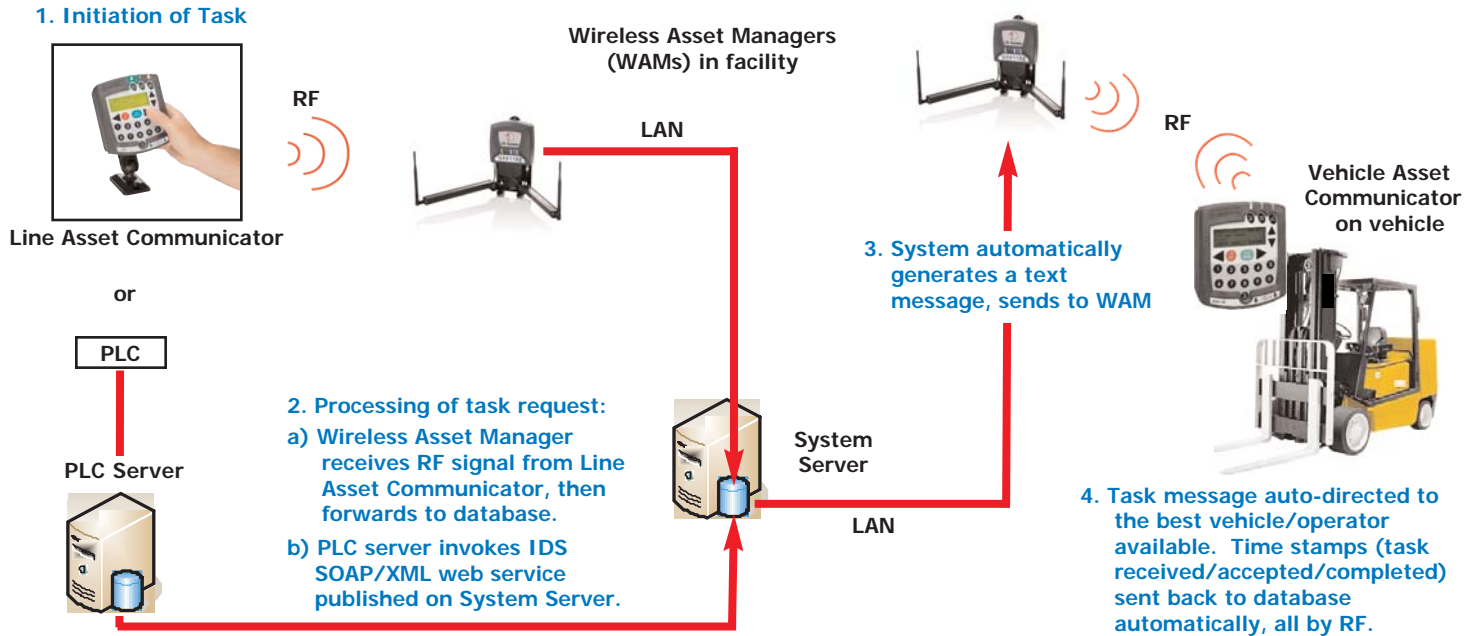 1. Initiation of Task
Wireless Asset Managers
(WAMs) in facility
RF
LAN
RF
Vehicle Asset
Communicator
on vehicle
Line Asset Communicator
or
PLC
PLC Server
2. Processing of task request:
a) Wireless Asset Manager
receives RF signal from Line
Asset Communicator, then
forwards to database.
b) PLC server invokes IDS
SOAP/XML web service
published on System Server.
System
Server
LAN
3. System automatically
generates a text
message, sends to WAM
4. Task message auto-directed to
the best vehicle/operator
available. Time stamps (task
received/accepted/completed)
sent back to database
automatically, all by RF.